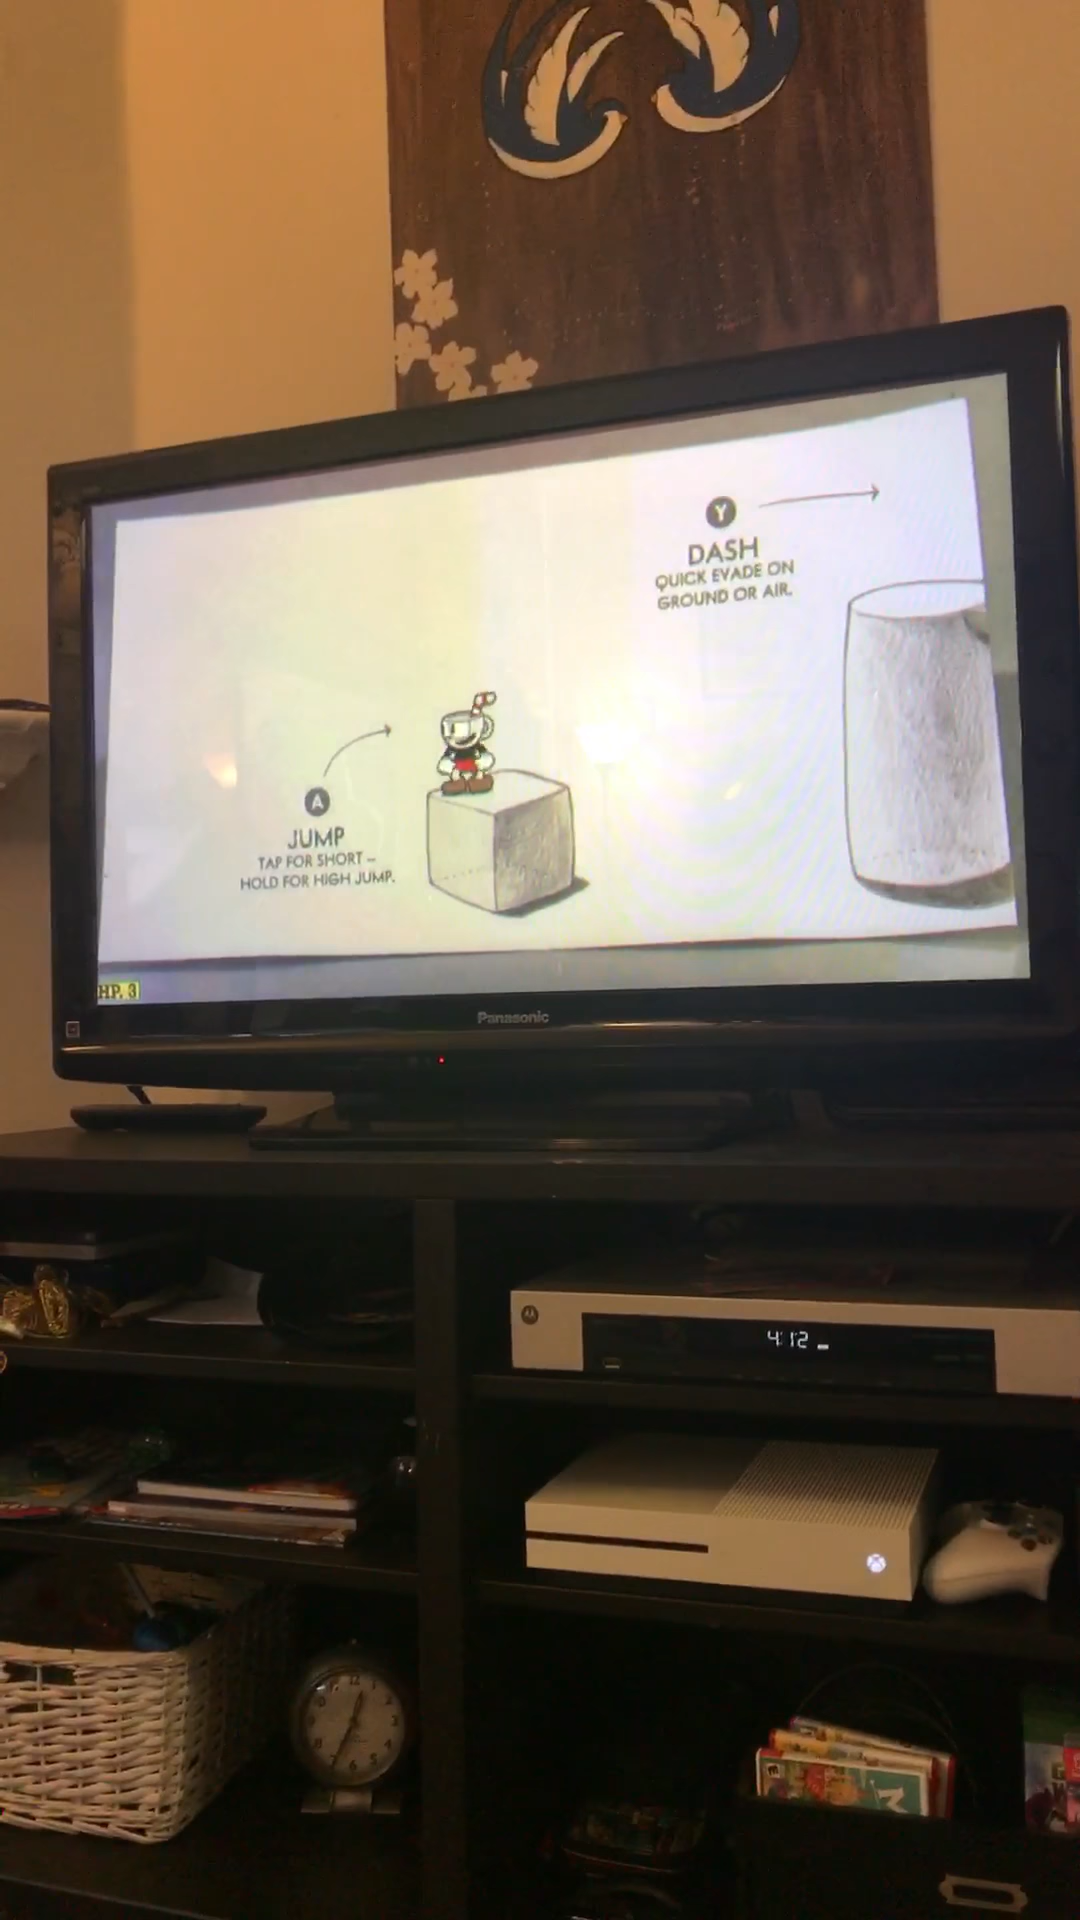 Y
DASH
QUICK EVADE ON
GROUND OR AIR.
A
JUMP
TAP FOR SHORT –
HOLD FOR HIGH JUMP.
HP. 3
Panasonic
4:12